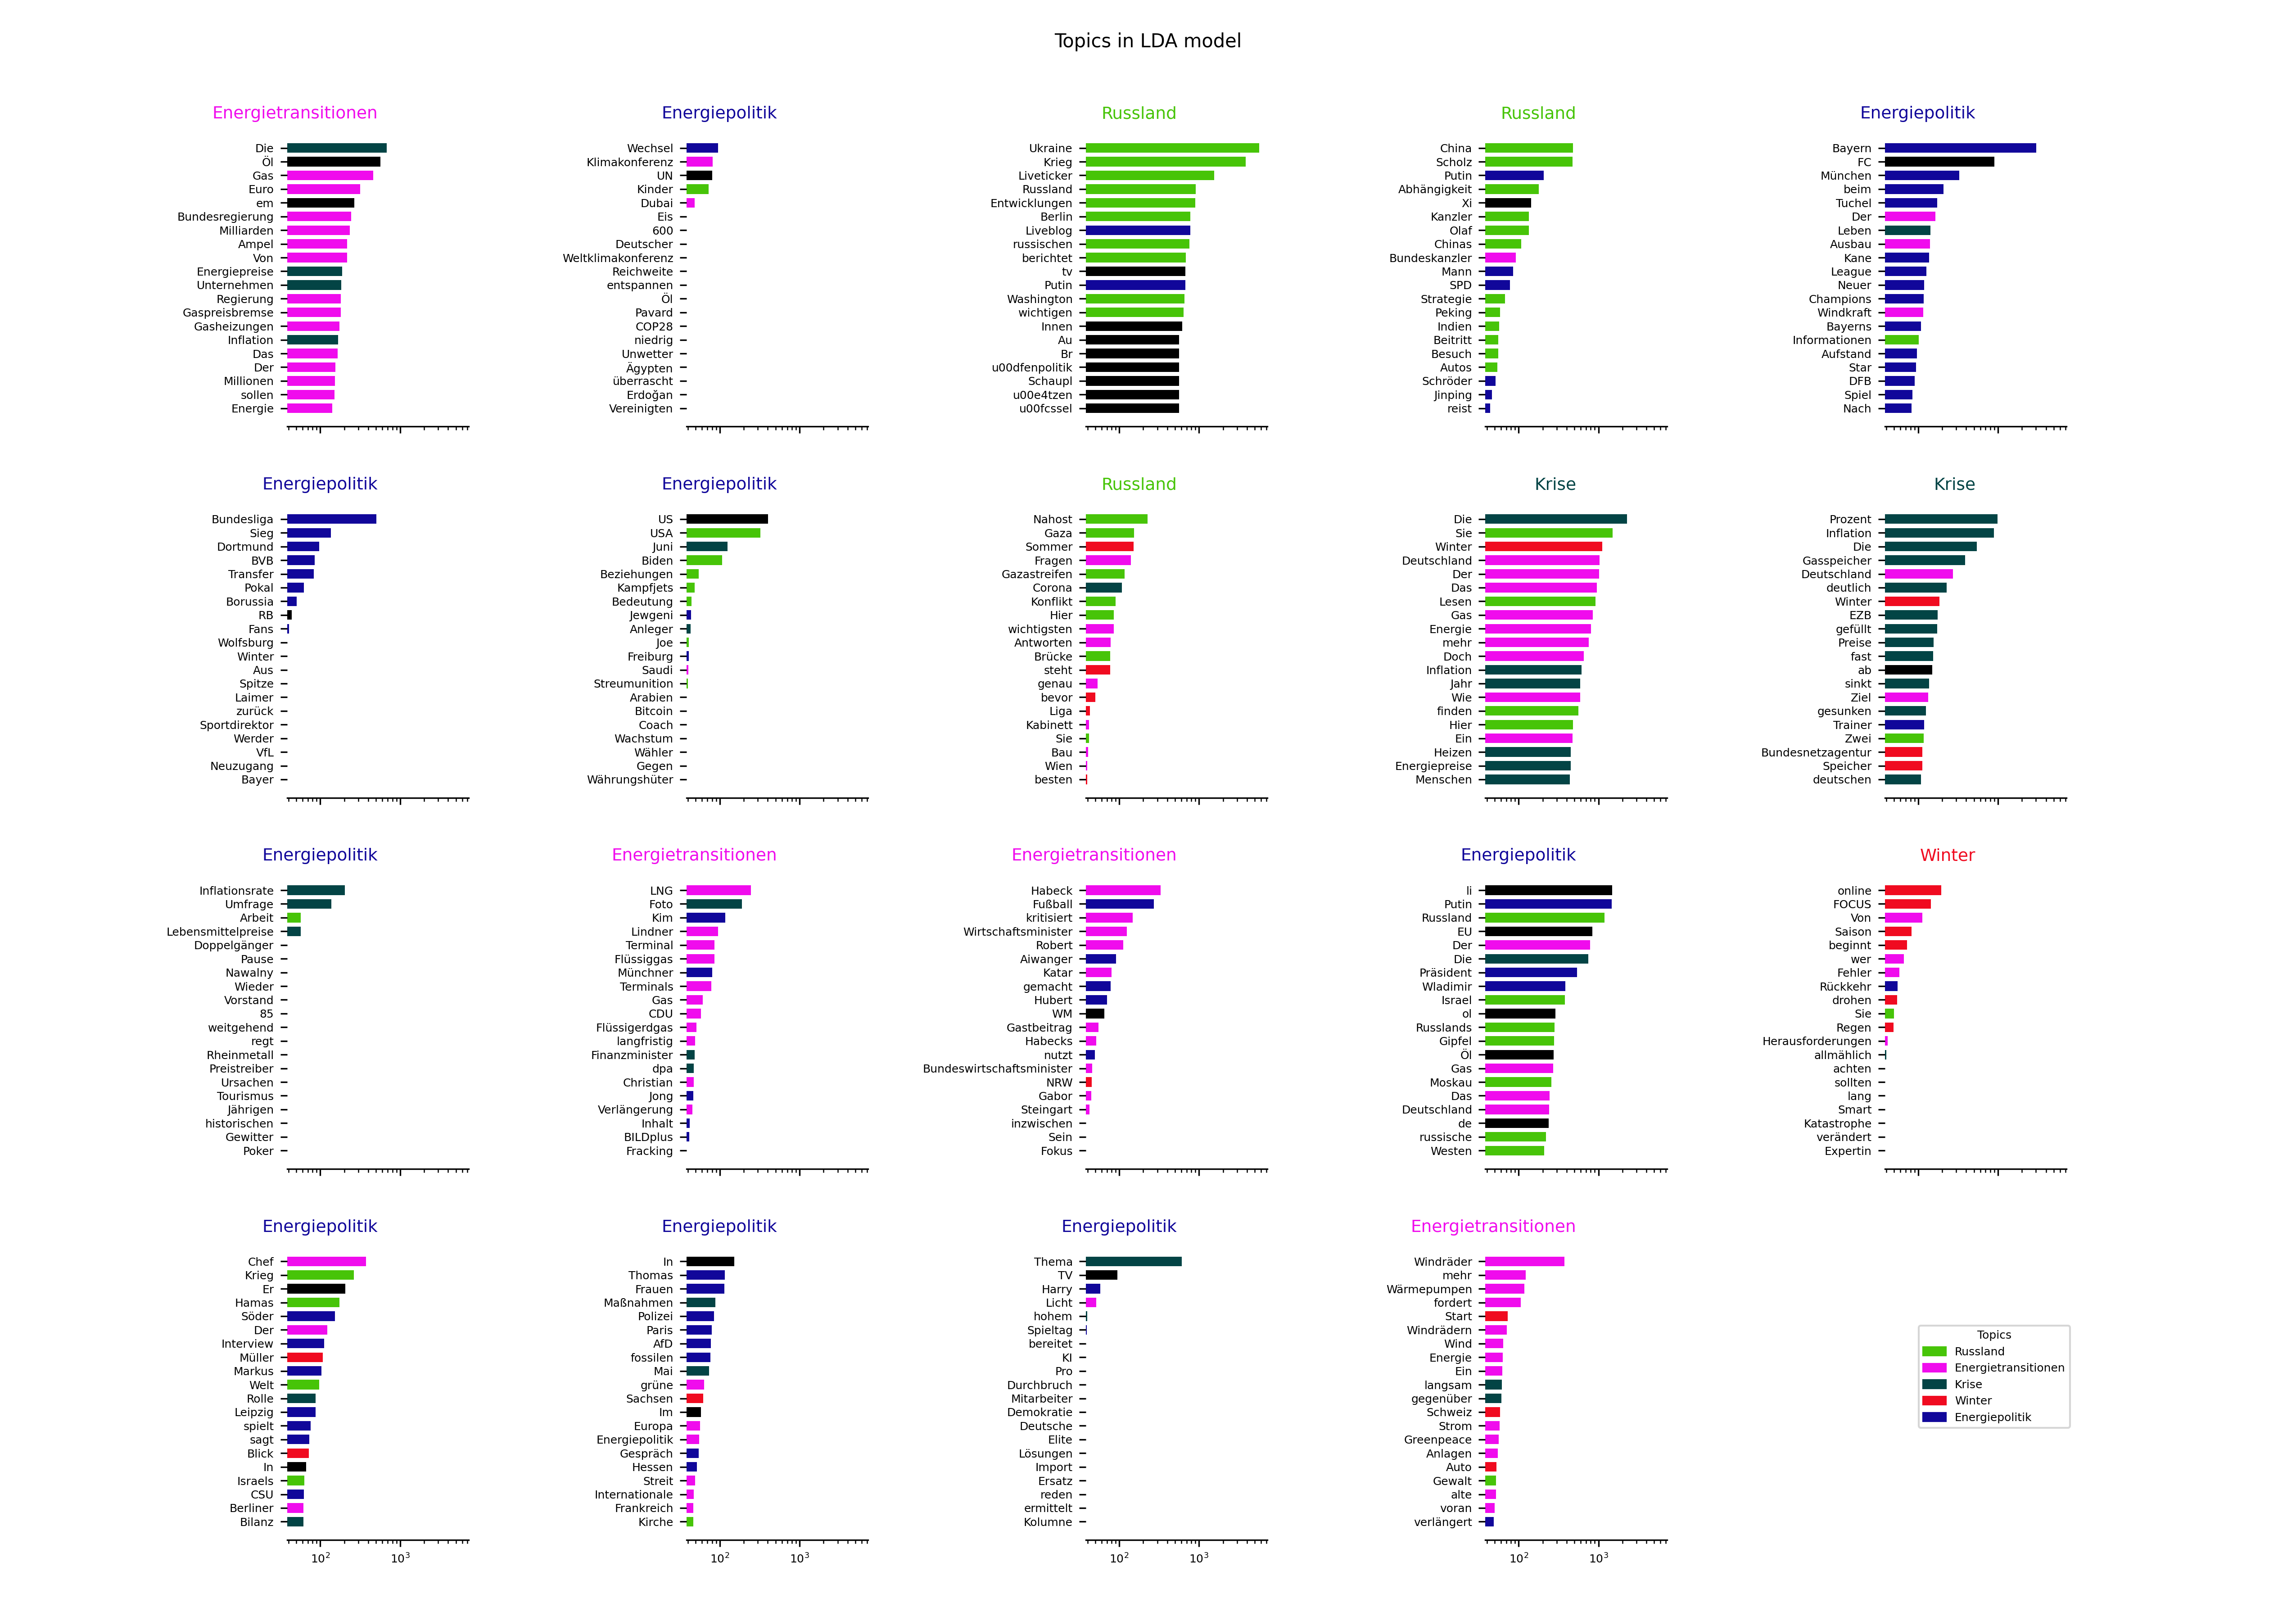 Topics in LDA model
Energietransitionen
Die
Öl
Gas
Euro
em
Bundesregierung
Milliarden
Ampel
Von
Energiepreise
Unternehmen
Regierung
Gaspreisbremse
Gasheizungen
Inflation
Das
Der
Millionen
sollen
Energie
Energiepolitik
Wechsel
Klimakonferenz
UN
Kinder
Dubai
Eis
600
Deutscher
Weltklimakonferenz
Reichweite
entspannen
Öl
Pavard
COP28
niedrig
Unwetter
Ägypten
überrascht
Erdoğan
Vereinigten
Russland
Ukraine
Krieg
Liveticker
Russland
Entwicklungen
Berlin
Liveblog
russischen
berichtet
tv
Putin
Washington
wichtigen
Innen
Au
Br
u00dfenpolitik
Schaupl
u00e4tzen
u00fcssel
Russland
China
Scholz
Putin
Abhängigkeit
Xi
Kanzler
Olaf
Chinas
Bundeskanzler
Mann
SPD
Strategie
Peking
Indien
Beitritt
Besuch
Autos
Schröder
Jinping
reist
Energiepolitik
Bayern
FC
München
beim
Tuchel
Der
Leben
Ausbau
Kane
League
Neuer
Champions
Windkraft
Bayerns
Informationen
Aufstand
Star
DFB
Spiel
Nach
Energiepolitik
Bundesliga
Sieg
Dortmund
BVB
Transfer
Pokal
Borussia
RB
Fans
Wolfsburg
Winter
Aus
Spitze
Laimer
zurück
Sportdirektor
Werder
VfL
Neuzugang
Bayer
Energiepolitik
US
USA
Juni
Biden
Beziehungen
Kampfjets
Bedeutung
Jewgeni
Anleger
Joe
Freiburg
Saudi
Streumunition
Arabien
Bitcoin
Coach
Wachstum
Wähler
Gegen
Währungshüter
Russland
Nahost
Gaza
Sommer
Fragen
Gazastreifen
Corona
Konflikt
Hier
wichtigsten
Antworten
Brücke
steht
genau
bevor
Liga
Kabinett
Sie
Bau
Wien
besten
Krise
Die
Sie
Winter
Deutschland
Der
Das
Lesen
Gas
Energie
mehr
Doch
Inflation
Jahr
Wie
finden
Hier
Ein
Heizen
Energiepreise
Menschen
Krise
Prozent
Inflation
Die
Gasspeicher
Deutschland
deutlich
Winter
EZB
gefüllt
Preise
fast
ab
sinkt
Ziel
gesunken
Trainer
Zwei
Bundesnetzagentur
Speicher
deutschen
Energiepolitik
Inflationsrate
Umfrage
Arbeit
Lebensmittelpreise
Doppelgänger
Pause
Nawalny
Wieder
Vorstand
85
weitgehend
regt
Rheinmetall
Preistreiber
Ursachen
Tourismus
Jährigen
historischen
Gewitter
Poker
Energietransitionen
LNG
Foto
Kim
Lindner
Terminal
Flüssiggas
Münchner
Terminals
Gas
CDU
Flüssigerdgas
langfristig
Finanzminister
dpa
Christian
Jong
Verlängerung
Inhalt
BILDplus
Fracking
Energietransitionen
Habeck
Fußball
kritisiert
Wirtschaftsminister
Robert
Aiwanger
Katar
gemacht
Hubert
WM
Gastbeitrag
Habecks
nutzt
Bundeswirtschaftsminister
NRW
Gabor
Steingart
inzwischen
Sein
Fokus
Energiepolitik
li
Putin
Russland
EU
Der
Die
Präsident
Wladimir
Israel
ol
Russlands
Gipfel
Öl
Gas
Moskau
Das
Deutschland
de
russische
Westen
Winter
online
FOCUS
Von
Saison
beginnt
wer
Fehler
Rückkehr
drohen
Sie
Regen
Herausforderungen
allmählich
achten
sollten
lang
Smart
Katastrophe
verändert
Expertin
Energiepolitik
Chef
Krieg
Er
Hamas
Söder
Der
Interview
Müller
Markus
Welt
Rolle
Leipzig
spielt
sagt
Blick
In
Israels
CSU
Berliner
Bilanz
10²
10³
Energiepolitik
In
Thomas
Frauen
Maßnahmen
Polizei
Paris
AfD
fossilen
Mai
grüne
Sachsen
Im
Europa
Energiepolitik
Gespräch
Hessen
Streit
Internationale
Frankreich
Kirche
10²
10³
Energiepolitik
Thema
TV
Harry
Licht
hohem
Spieltag
bereitet
KI
Pro
Durchbruch
Mitarbeiter
Demokratie
Deutsche
Elite
Lösungen
Import
Ersatz
reden
ermittelt
Kolumne
10²
10³
Energietransitionen
Windräder
mehr
Wärmepumpen
fordert
Start
Windrädern
Wind
Energie
Ein
langsam
gegenüber
Schweiz
Strom
Greenpeace
Anlagen
Auto
Gewalt
alte
voran
verlängert
10²
10³
Topics
Russland
Energietransitionen
Krise
Winter
Energiepolitik